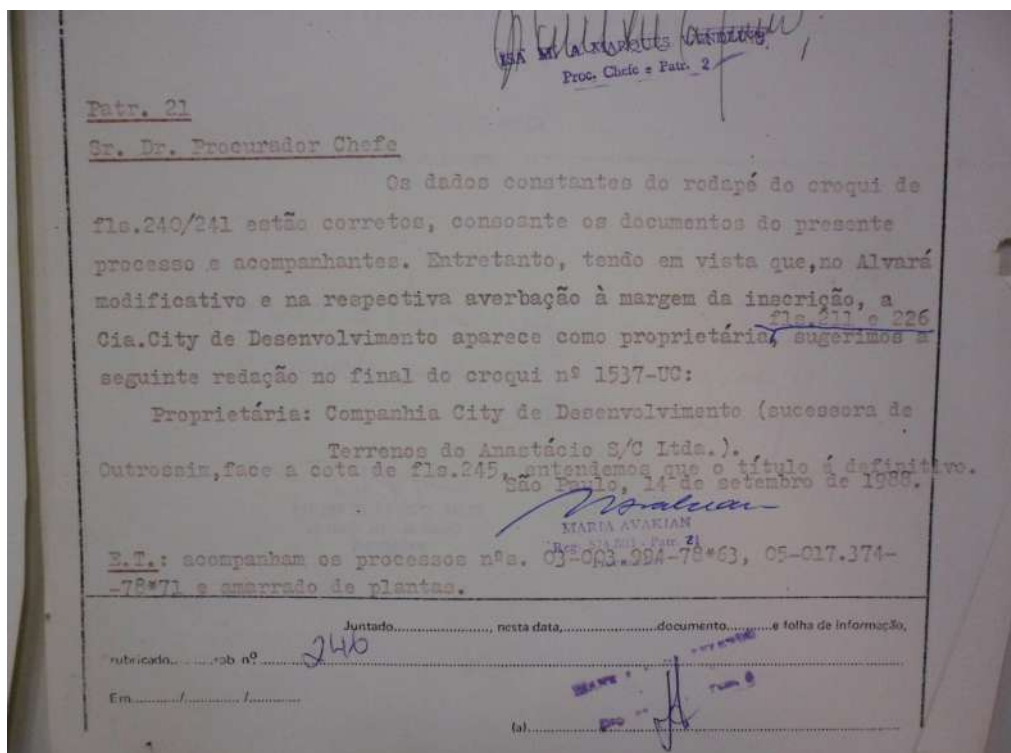 Proc. Chefe - Patr. 2
Patr. 21
Sr. Dr. Procurador Chefe
Os dados constantes do rodapé do croqui de
fls.240/241 estão corretos, consoante os documentos do presente
processo e acompanhantes. Entretanto, tendo em vista que,no Alvará
modificativo e na respectiva averbação à margem da inscrição, a
fls.211 e 226
Cia.City de Desenvolvimento aparece como proprietária, sugerimos a
seguinte redação no final do croqui nº 1537-UC:
Proprietária: Companhia City de Desenvolvimento (sucessora de
Terrenos do Anastácio S/C Ltda.).
Outrossim,face a cota de fls.245, entendemos que o título é definitivo.
São Paulo, 14 de setembro de 1988.
MARIA AVAKIAN
Patr. 21
E.T.: acompanham os processos nºs. 03-003.994-78*63, 05-017.374-
-78*71 e amarrado de plantas.
Juntado..................., nesta data,..................documento...........e folha de informação,
rubricado..........sob nº .......... 246
Em............/............../.............
(a)